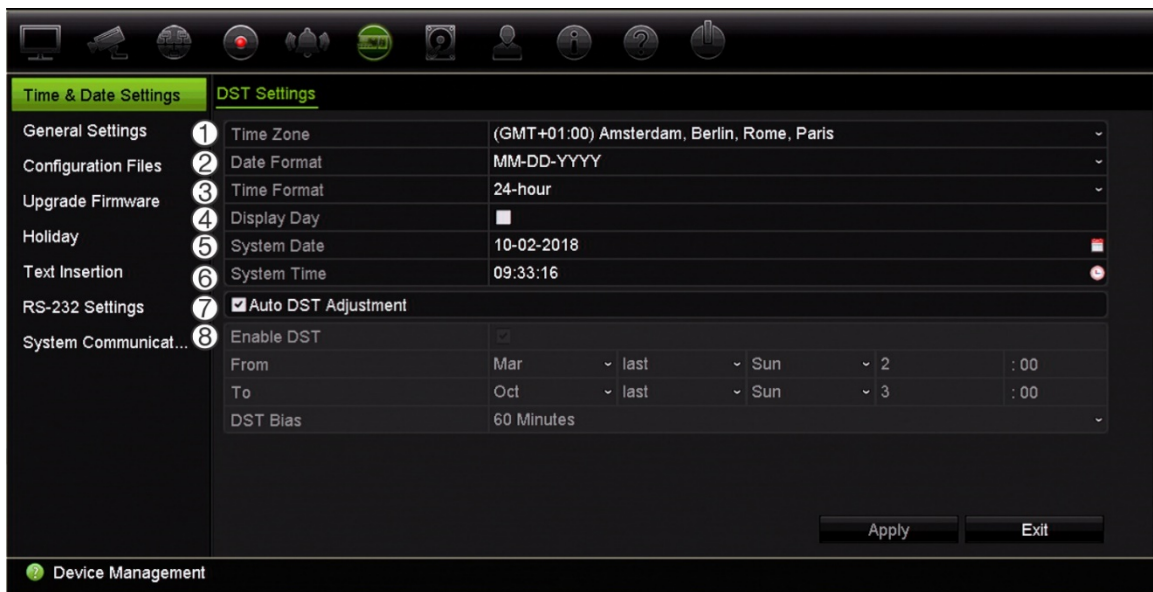 Time & Date Settings
DST Settings
General Settings
Configuration Files
Upgrade Firmware
Holiday
Text Insertion
RS-232 Settings
System Communicat...
① Time Zone (GMT+01:00) Amsterdam, Berlin, Rome, Paris
② Date Format MM-DD-YYYY
③ Time Format 24-hour
④ Display Day
⑤ System Date 10-02-2018
⑥ System Time 09:33:16
⑦ Auto DST Adjustment
⑧ Enable DST
From Mar last Sun 2 : 00
To Oct last Sun 3 : 00
DST Bias 60 Minutes
Apply Exit
Device Management